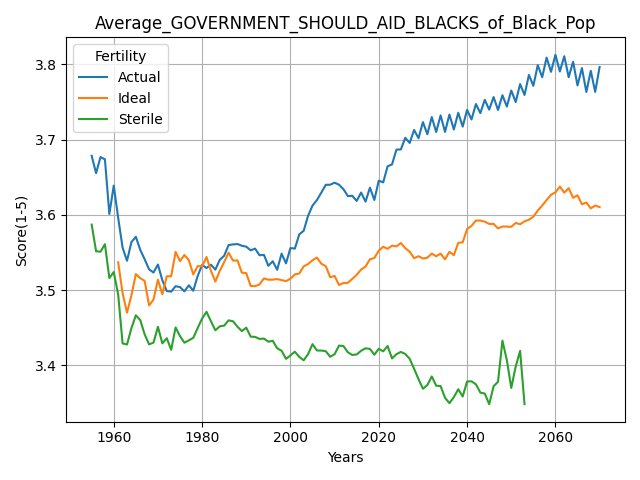 Average_GOVERNMENT_SHOULD_AID_BLACKS_of_Black_Pop
Fertility
Actual
Ideal
Sterile
Score(1-5)
3.8
3.7
3.6
3.5
3.4
1960 1980 2000 2020 2040 2060
Years